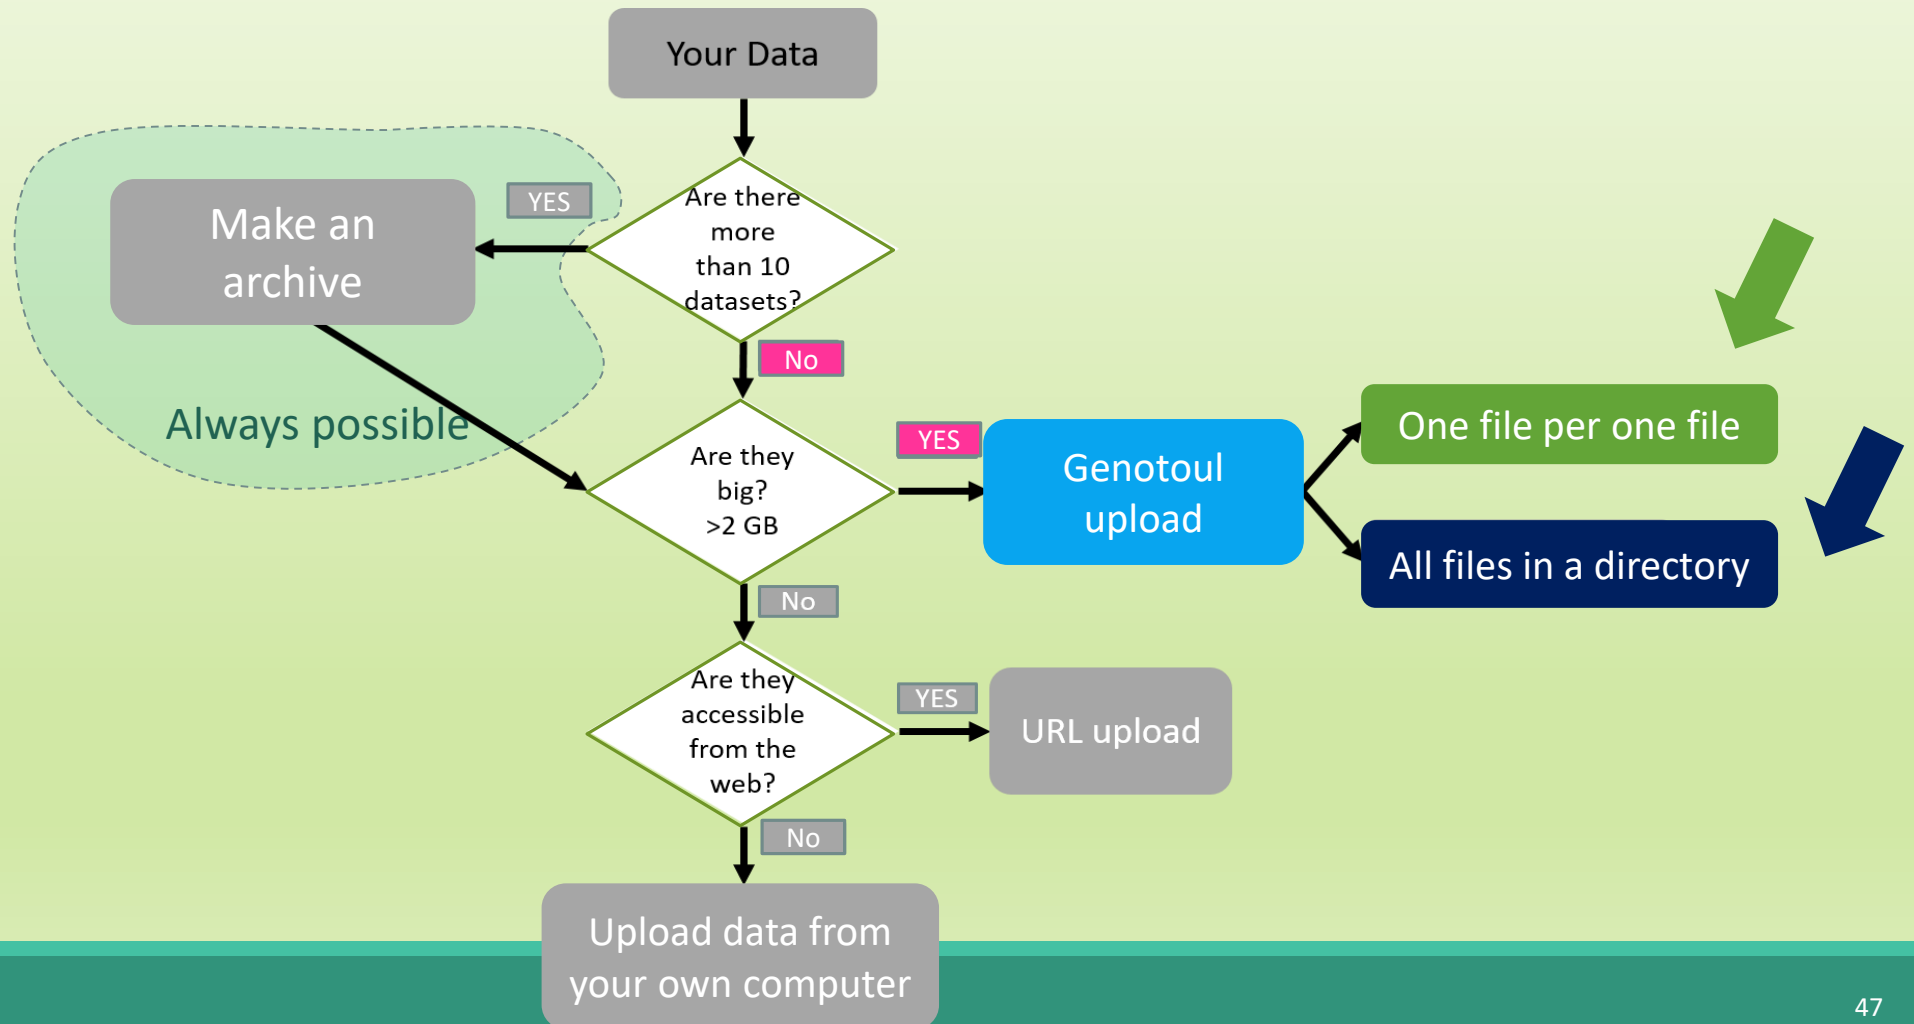 Your Data
Are there
more
than 10
datasets?
YES
Make an
archive
Always possible
No
Are they
big?
>2 GB
YES
Genotoul
upload
One file per one file
All files in a directory
No
Are they
accessible
from the
web?
YES
URL upload
No
Upload data from
your own computer
47